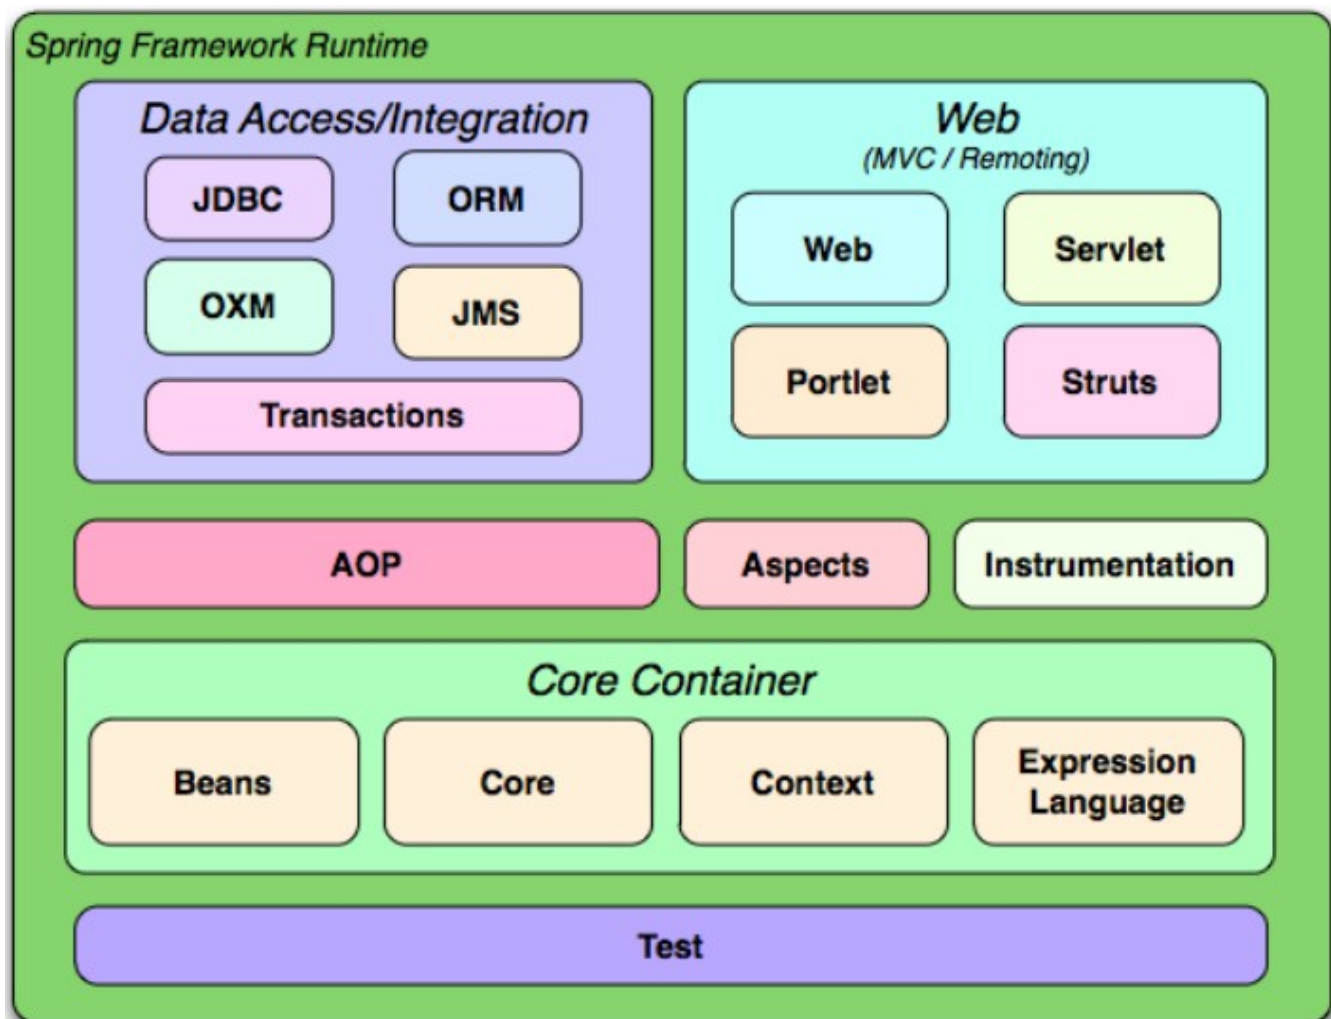 Spring Framework Runtime
Data Access/Integration
JDBC
ORM
OXM
JMS
Transactions
Web
(MVC / Remoting)
Web
Servlet
Portlet
Struts
AOP
Aspects
Instrumentation
Core Container
Beans
Core
Context
Expression
Language
Test